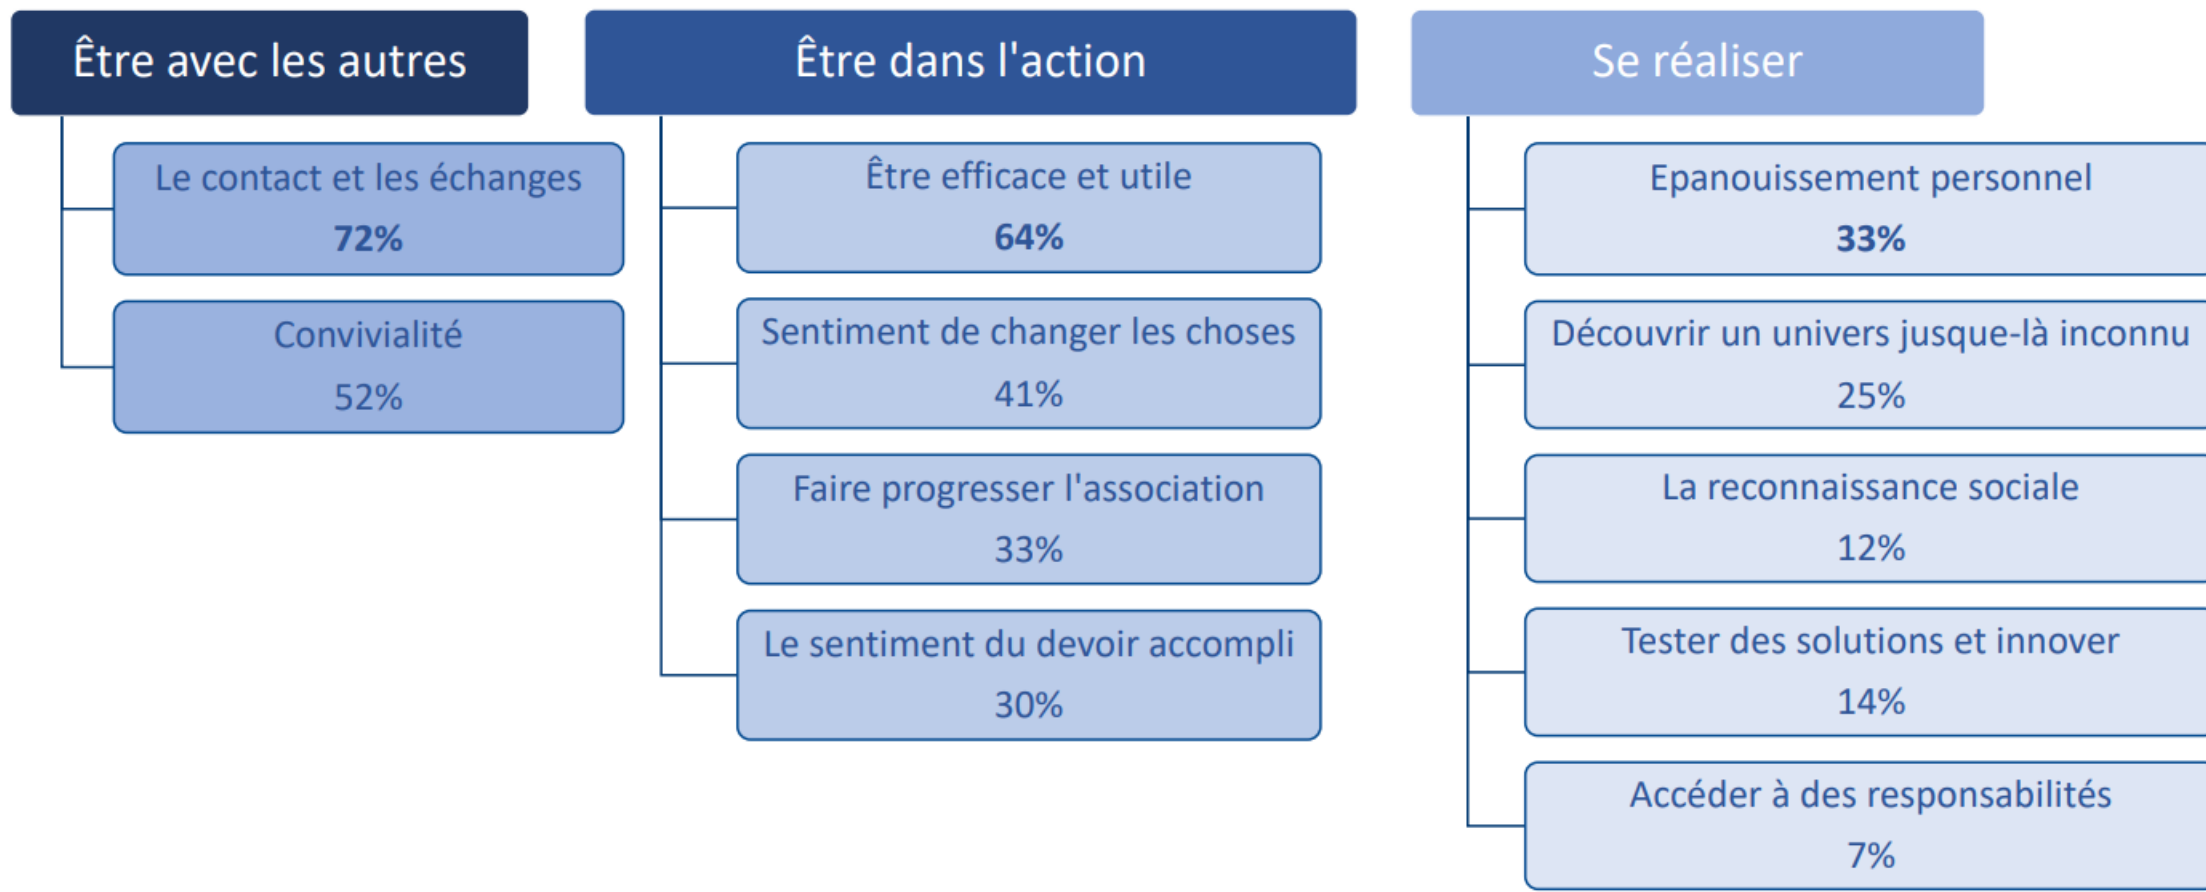 Être avec les autres
Le contact et les échanges
72%
Convivialité
52%
Être dans l'action
Être efficace et utile
64%
Sentiment de changer les choses
41%
Faire progresser l'association
33%
Le sentiment du devoir accompli
30%
Se réaliser
Epanouissement personnel
33%
Découvrir un univers jusque-là inconnu
25%
La reconnaissance sociale
12%
Tester des solutions et innover
14%
Accéder à des responsabilités
7%